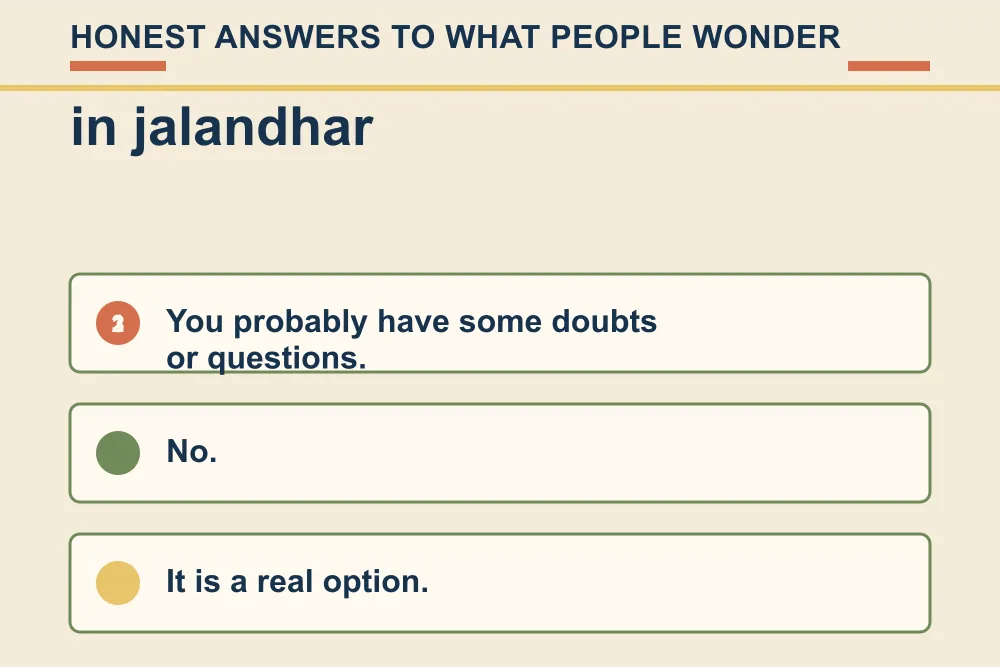 HONEST ANSWERS TO WHAT PEOPLE WONDER
in jalandhar
You probably have some doubts
or questions.
No.
It is a real option.